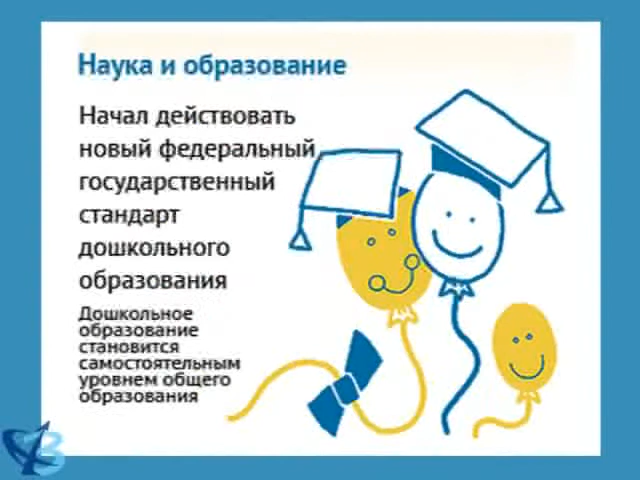 Наука и образование
Начал действовать
новый федеральный
государственный
стандарт
дошкольного
образования
Дошкольное
образование
становится
самостоятельным
уровнем общего
образования